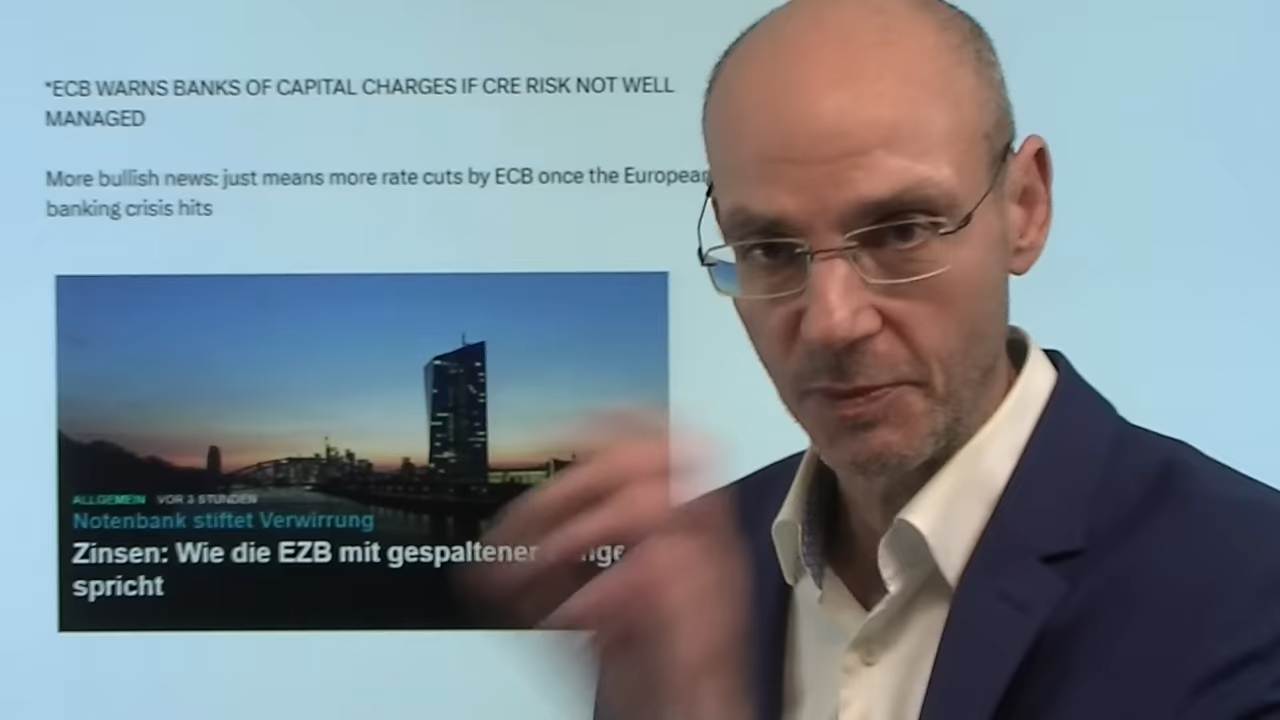 *ECB WARNS BANKS OF CAPITAL CHARGES IF CRE RISK NOT WELL
MANAGED
More bullish news: just means more rate cuts by ECB once the European
banking crisis hits
ALLGEMEIN VOR 3 STUNDEN
Notenbank stiftet Verwirrung
Zinsen: Wie die EZB mit gespaltener
spricht